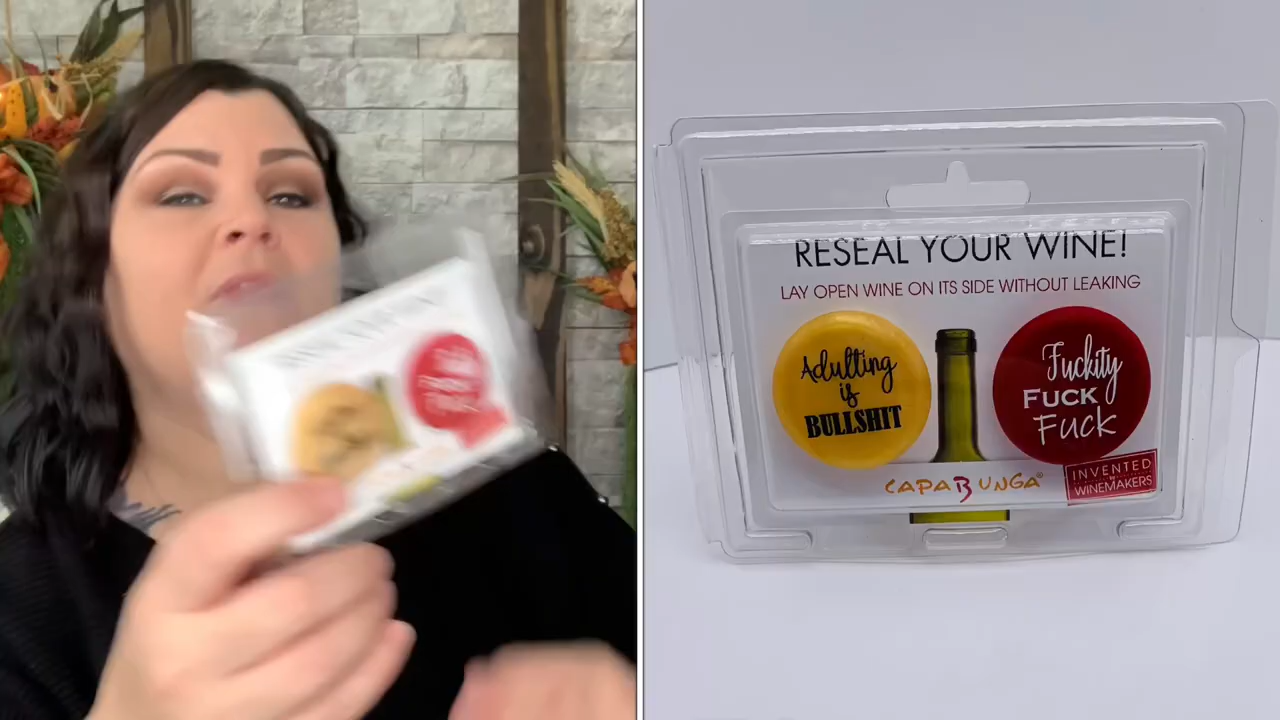 RESEAL YOUR WINE!
LAY OPEN WINE ON ITS SIDE WITHOUT LEAKING
Adulting
is
BULLSHIT
Fuckity
FUCK
Fuck
CAPABUNGA®
INVENTED
BY
WINEMAKERS